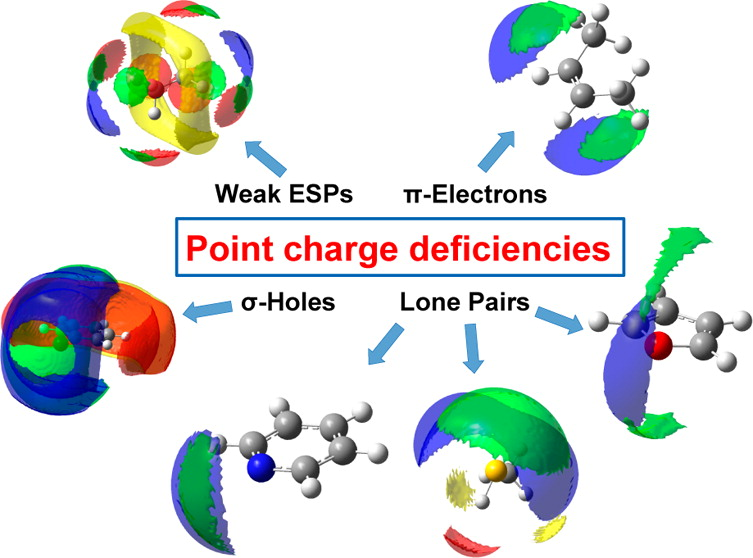 Weak ESPs
π-Electrons
Point charge deficiencies
σ-Holes
Lone Pairs